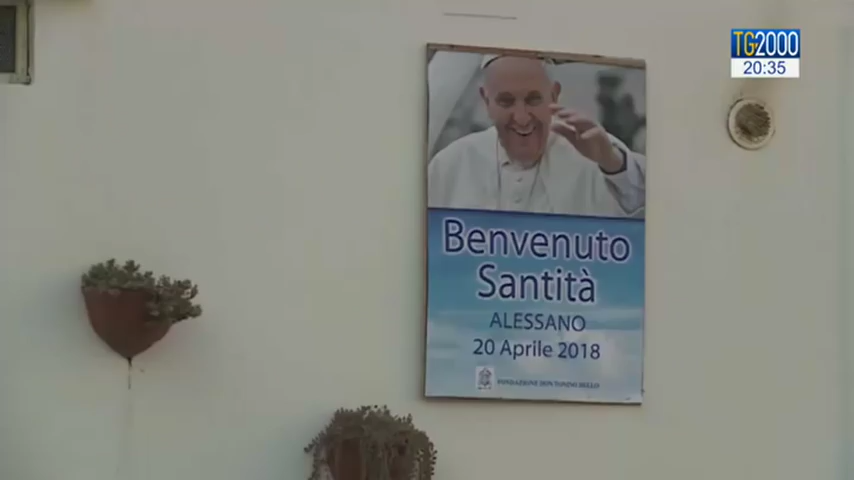 TG2000
20:35
Benvenuto
Santità
ALESSANO
20 Aprile 2018
FONDAZIONE DON TONINO BELLO